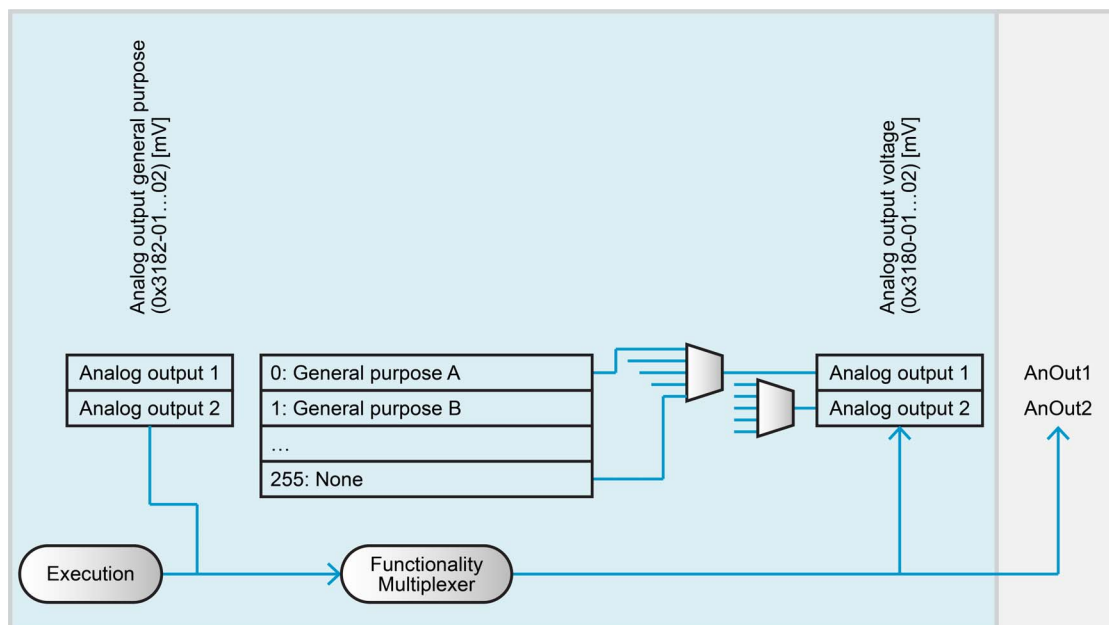 Analog output general purpose
(0x3182-01…02) [mV]
Analog output voltage
(0x3180-01…02) [mV]
Analog output 1
Analog output 2
0: General purpose A
1: General purpose B
…
255: None
Analog output 1
Analog output 2
AnOut1
AnOut2
Execution
Functionality
Multiplexer